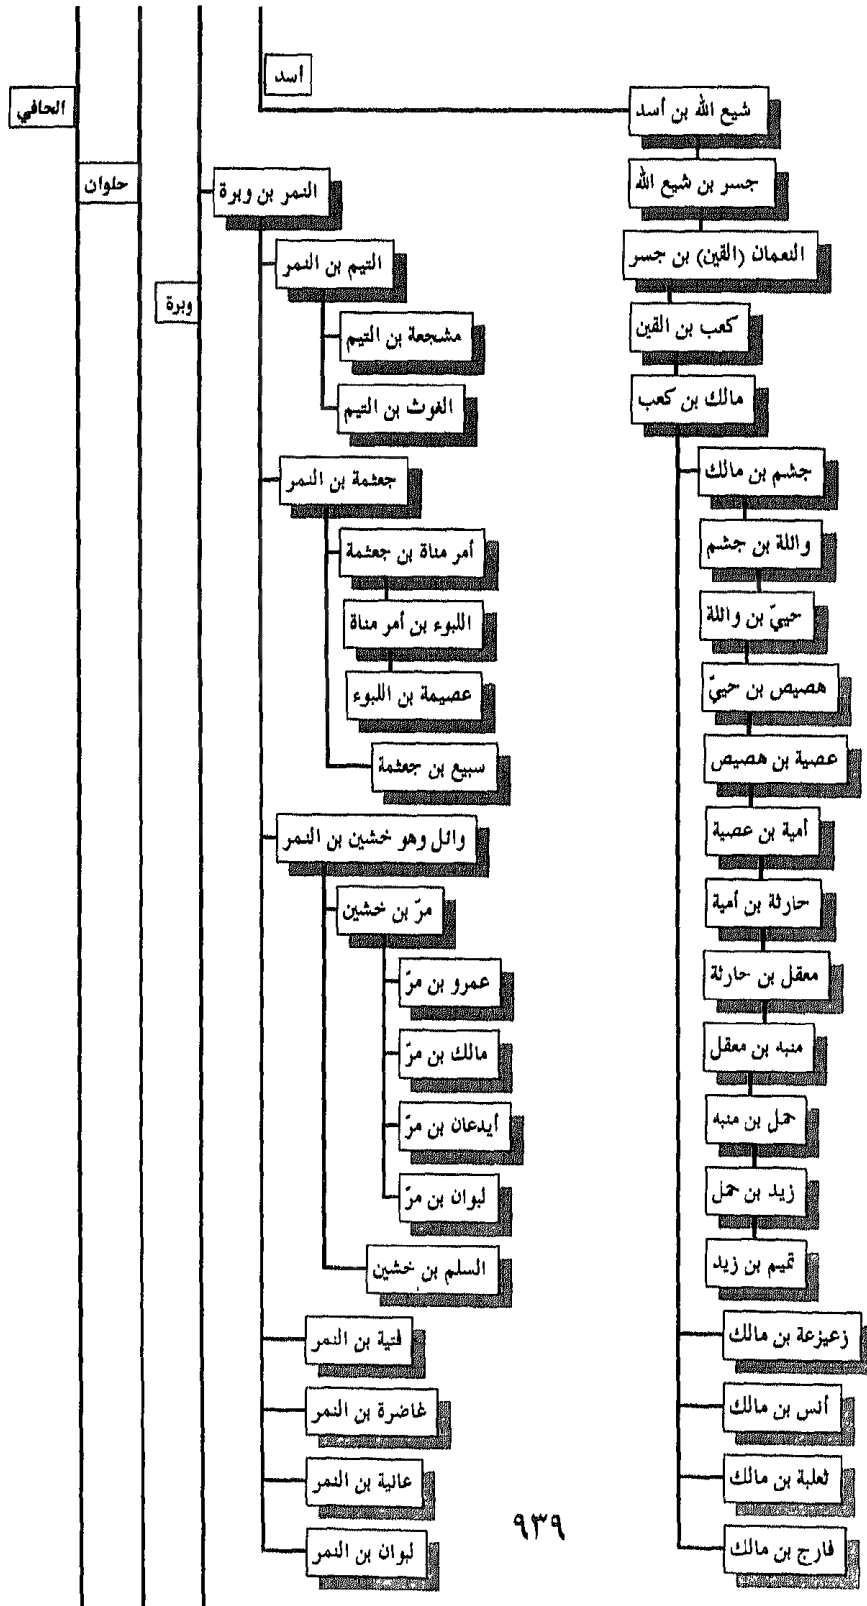 أسد
شيع الله بن أسد
الحافي
جسر بن شيع الله
حلوان
النمر بن وبرة
النعمان (القين) بن جسر
التيم بن النمر
وبرة
كعب بن القين
مشجعة بن التيم
مالك بن كعب
الغوث بن التيم
جشم بن مالك
جعثمة بن النمر
وائلة بن جشم
أمر مناة بن جعثمة
حييّ بن وائلة
اللبوء بن أمر مناة
هصيص بن حييّ
عصيمة بن اللبوء
عصية بن هصيص
سبيع بن جعثمة
أمية بن عصية
وائل وهو خشين بن النمر
حارثة بن أمية
مرّ بن خشين
معقل بن حارثة
عمرو بن مرّ
منبه بن معقل
مالك بن مرّ
حمل بن منبه
أيدعان بن مرّ
زيد بن حمل
لبوان بن مرّ
تميم بن زيد
السلم بن خشين
زعيزعة بن مالك
فتية بن النمر
أنس بن مالك
غاضرة بن النمر
ثعلبة بن مالك
عانية بن النمر
فارج بن مالك
لبوان بن النمر
٩٣٩